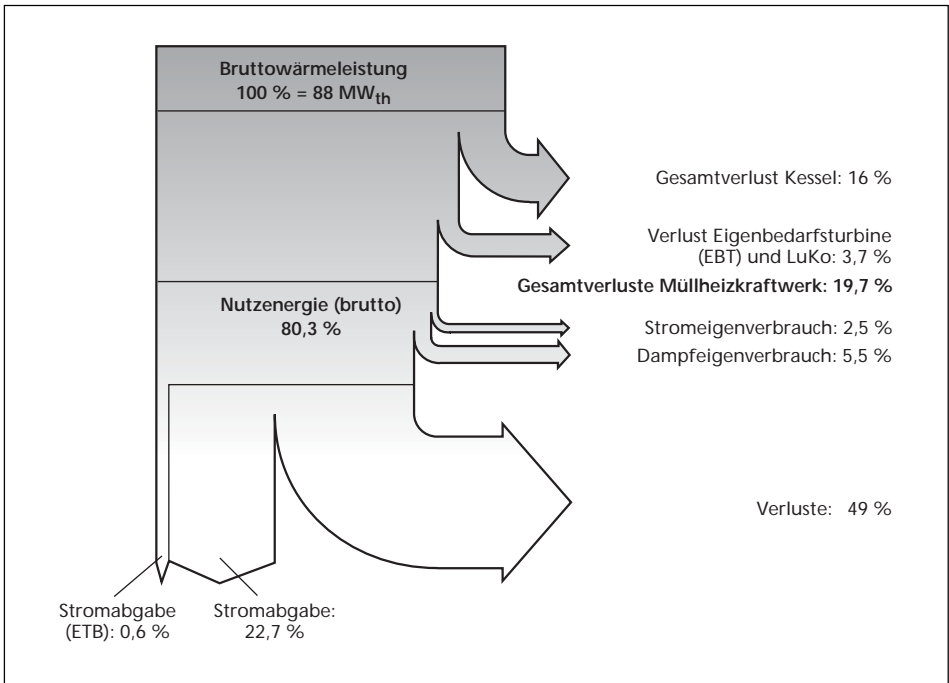 Bruttowärmeleistung
100 % = 88 MWth
Gesamtverlust Kessel: 16 %
Verlust Eigenbedarfsturbine
(EBT) und LuKo: 3,7 %
Gesamtverluste Müllheizkraftwerk: 19,7 %
Nutzenergie (brutto)
80,3 %
Stromeigenverbrauch: 2,5 %
Dampfeigenverbrauch: 5,5 %
Verluste: 49 %
Stromabgabe
(ETB): 0,6 %
Stromabgabe:
22,7 %